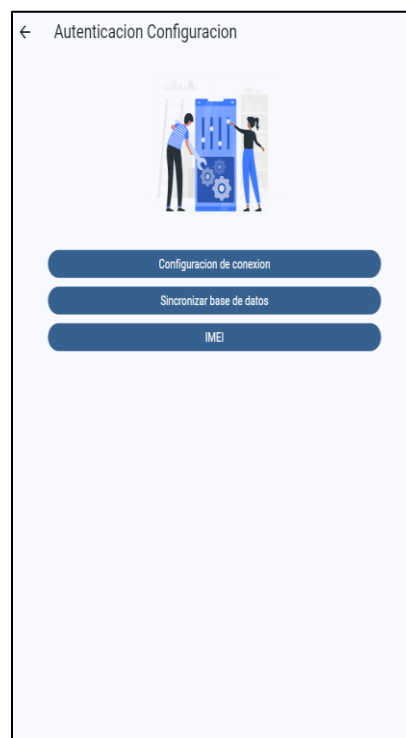 Autenticacion Configuracion
Configuracion de conexion
Sincronizar base de datos
IMEI